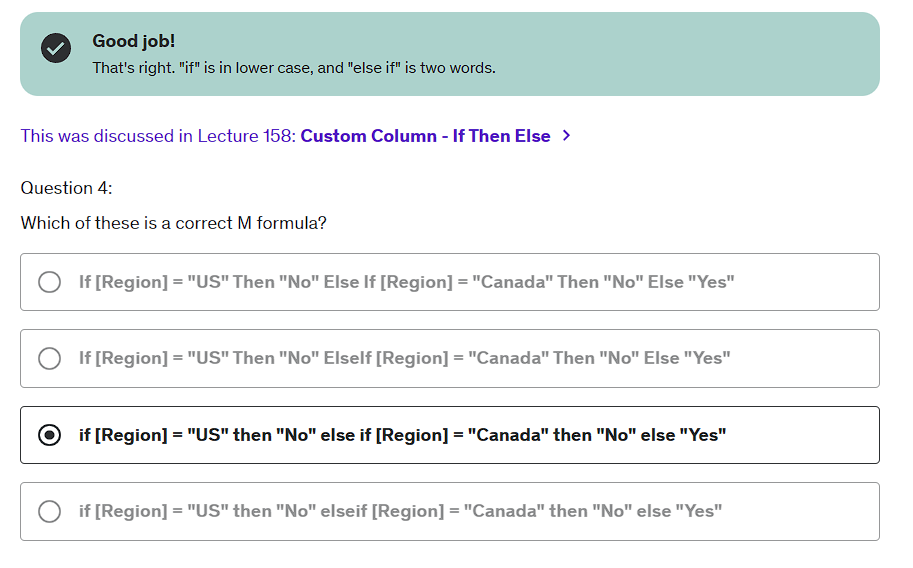 Good job!
That's right. "if" is in lower case, and "else if" is two words.
This was discussed in Lecture 158: Custom Column - If Then Else
Question 4:
Which of these is a correct M formula?
If [Region] = "US" Then "No" Else If [Region] = "Canada" Then "No" Else "Yes"
If [Region] = "US" Then "No" ElseIf [Region] = "Canada" Then "No" Else "Yes"
if [Region] = "US" then "No" else if [Region] = "Canada" then "No" else "Yes"
if [Region] = "US" then "No" elseif [Region] = "Canada" then "No" else "Yes"